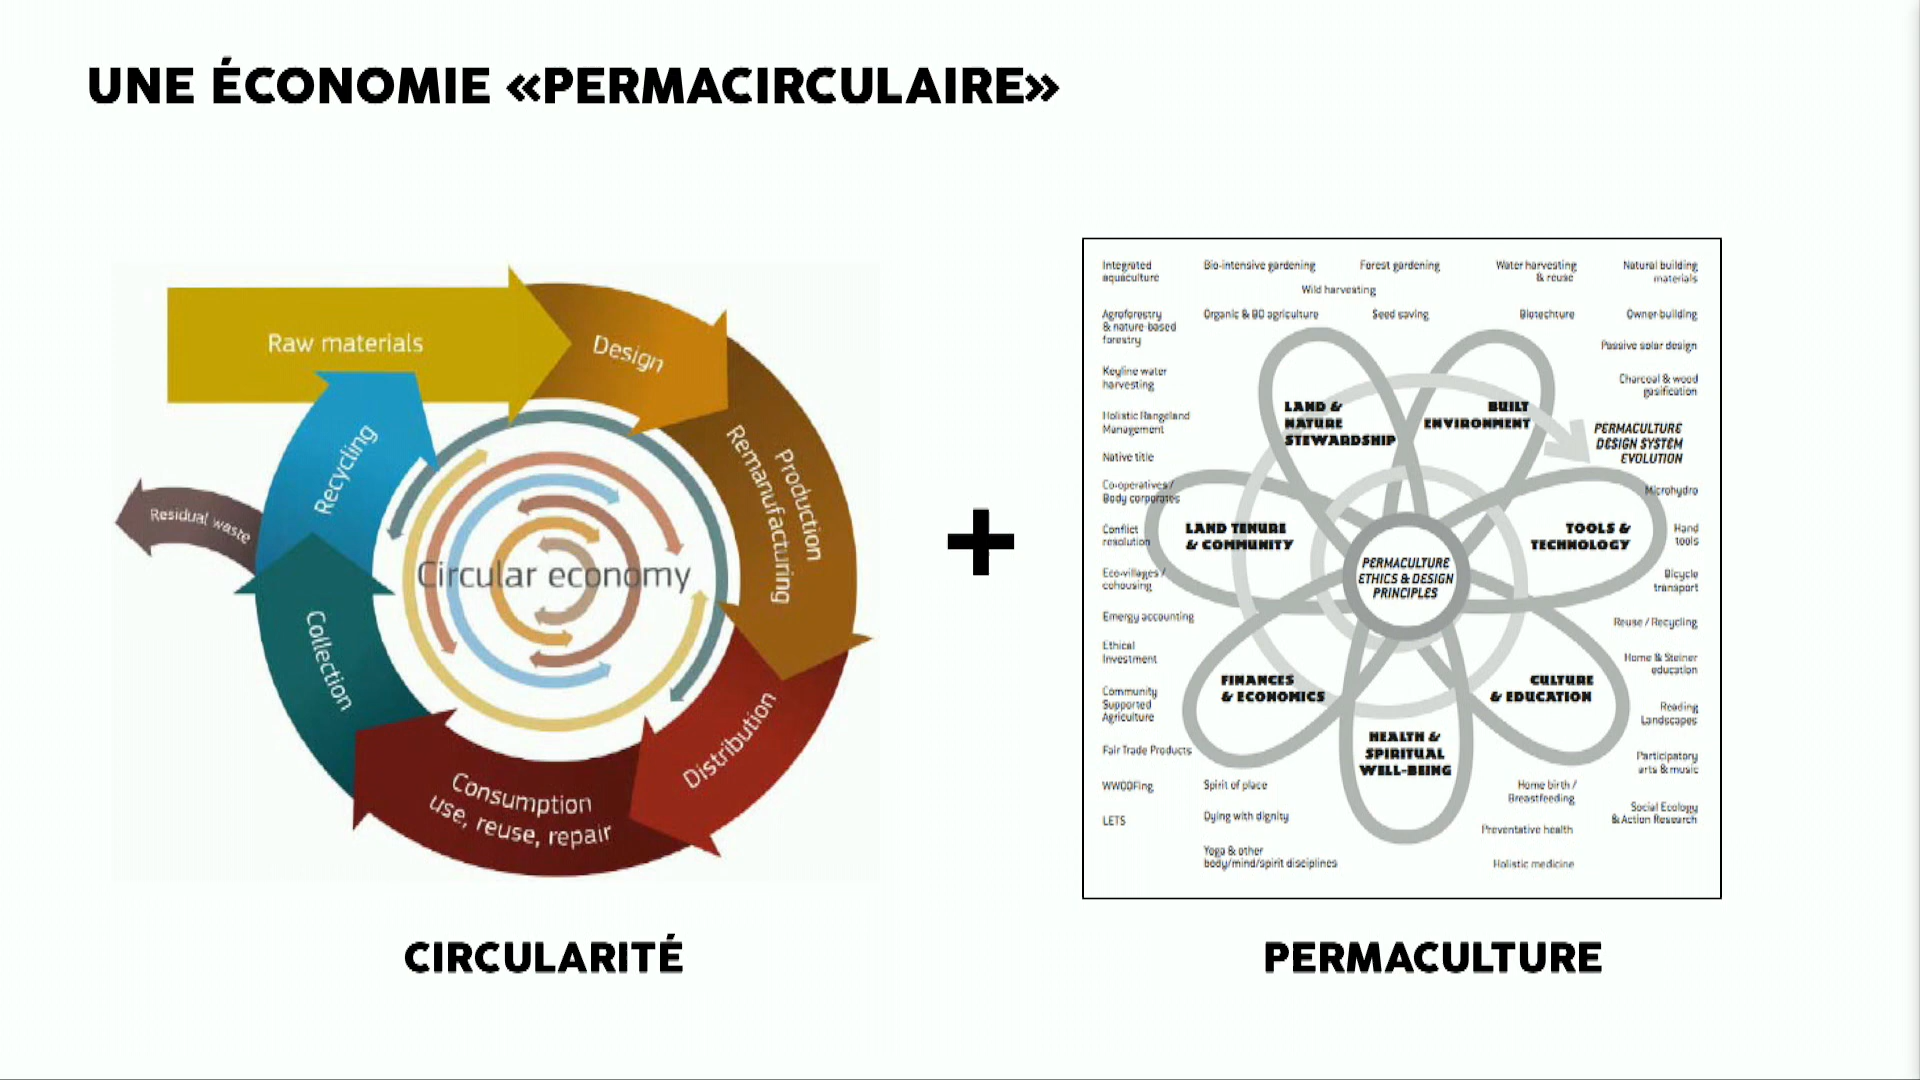 UNE ÉCONOMIE «PERMACIRCULAIRE»
Raw materials
Design
Production
Remanufacturing
Distribution
Consumption
use, reuse, repair
Collection
Recycling
Residual waste
Circular economy
CIRCULARITÉ
+
Integrated
aquaculture
Bio-intensive gardening
Forest gardening
Wild harvesting
Water harvesting
& reuse
Natural building
materials
Agroforestry
& nature-based
forestry
Organic & BD agriculture
Seed saving
Biotechture
Owner building
Passive solar design
Keyline water
harvesting
Charcoal & wood
gasification
Holistic Rangeland
Management
Native title
Co-operatives /
Body corporates
Conflict
resolution
Eco-villages /
cohousing
Emergy accounting
Ethical
Investment
Community
Supported
Agriculture
Fair Trade Products
WWOOFing
LETS
LAND &
NATURE
STEWARDSHIP
BUILT
ENVIRONMENT
PERMACULTURE
DESIGN SYSTEM
EVOLUTION
LAND TENURE
& COMMUNITY
TOOLS &
TECHNOLOGY
PERMACULTURE
ETHICS & DESIGN
PRINCIPLES
FINANCES
& ECONOMICS
CULTURE
& EDUCATION
HEALTH &
SPIRITUAL
WELL-BEING
Microhydro
Hand
tools
Bicycle
transport
Reuse / Recycling
Home & Steiner
education
Reading
Landscapes
Participatory
arts & music
Social Ecology
& Action Research
Spirit of place
Dying with dignity
Yoga & other
body/mind/spirit disciplines
Home birth /
Breastfeeding
Preventative health
Holistic medicine
PERMACULTURE